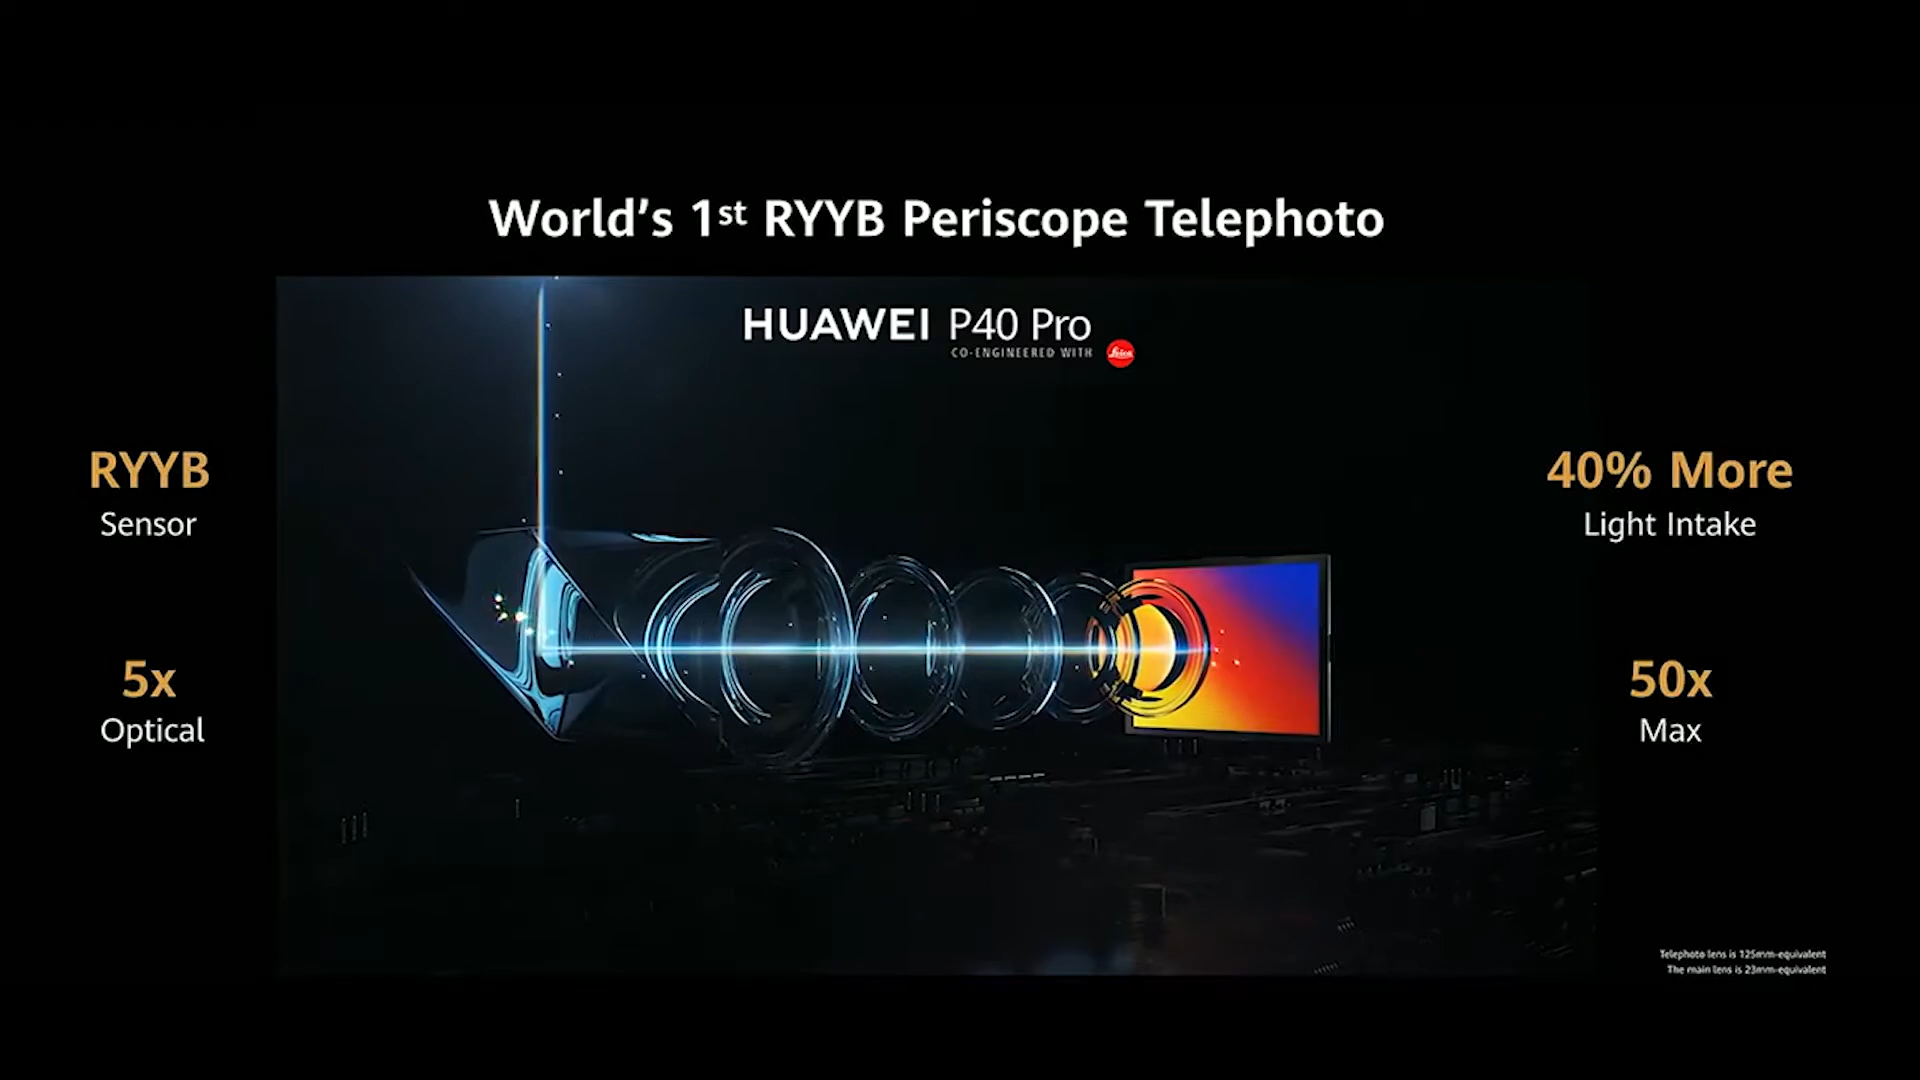 World's 1st RYYB Periscope Telephoto
HUAWEI P40 Pro
CO-ENGINEERED WITH Leica
RYYB
Sensor
5x
Optical
40% More
Light Intake
50x
Max
Telephoto lens is 125mm-equivalent
The main lens is 23mm-equivalent